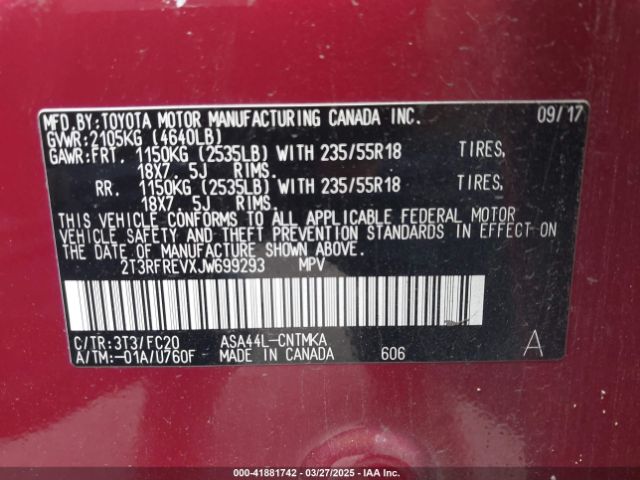 MFD.BY:TOYOTA MOTOR MANUFACTURING CANADA INC. 09/17
GVWR:2105KG (4640LB)
GAWR:FRT. 1150KG (2535LB) WITH 235/55R18 TIRES,
18X7. 5J RIMS.
RR. 1150KG (2535LB) WITH 235/55R18 TIRES,
18X7. 5J RIMS.
THIS VEHICLE CONFORMS TO ALL APPLICABLE FEDERAL MOTOR
VEHICLE SAFETY AND THEFT PREVENTION STANDARDS IN EFFECT ON
THE DATE OF MANUFACTURE SHOWN ABOVE.
2T3RFREVXJW699293 MPV
C/TR:3T3/FC20 ASA44L-CNTMKA
A/TM:-01A/U760F MADE IN CANADA 606 A
00-41881742 | 03/27/2025 | IAA Inc.